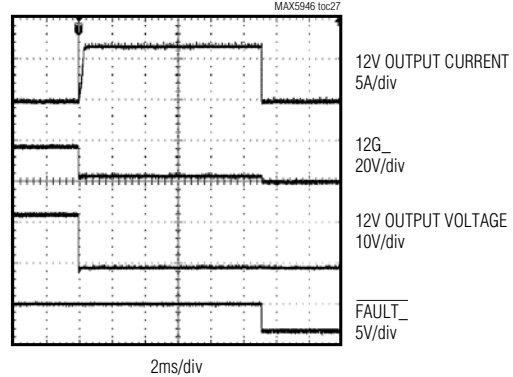 MAX5946 toc27
12V OUTPUT CURRENT
5A/div
12G_
20V/div
12V OUTPUT VOLTAGE
10V/div
FAULT_
5V/div
2ms/div